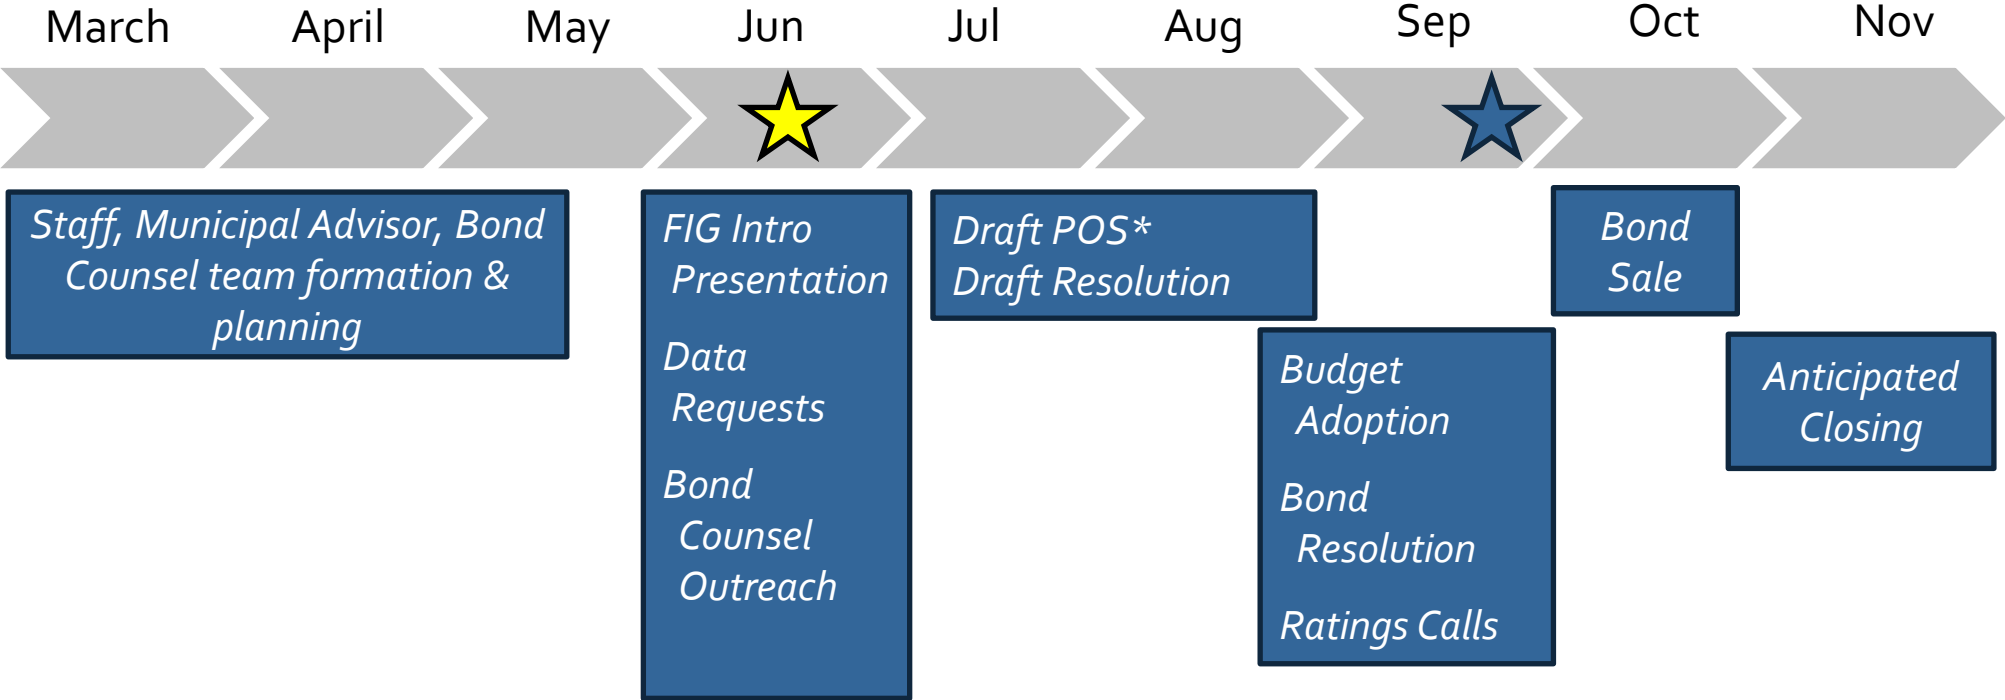 March April May Jun Jul Aug Sep Oct Nov
Staff, Municipal Advisor, Bond
Counsel team formation &
planning
FIG Intro
Presentation
Data
Requests
Bond
Counsel
Outreach
Draft POS*
Draft Resolution
Budget
Adoption
Bond
Resolution
Ratings Calls
Bond
Sale
Anticipated
Closing